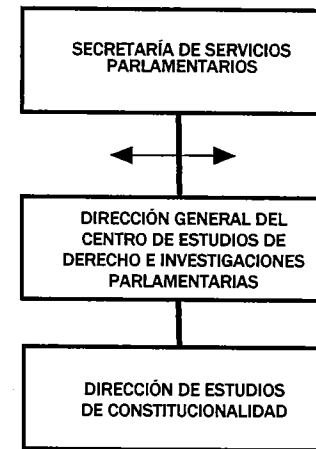 SECRETARÍA DE SERVICIOS
PARLAMENTARIOS
DIRECCIÓN GENERAL DEL
CENTRO DE ESTUDIOS DE
DERECHO E INVESTIGACIONES
PARLAMENTARIAS
DIRECCIÓN DE ESTUDIOS
DE CONSTITUCIONALIDAD